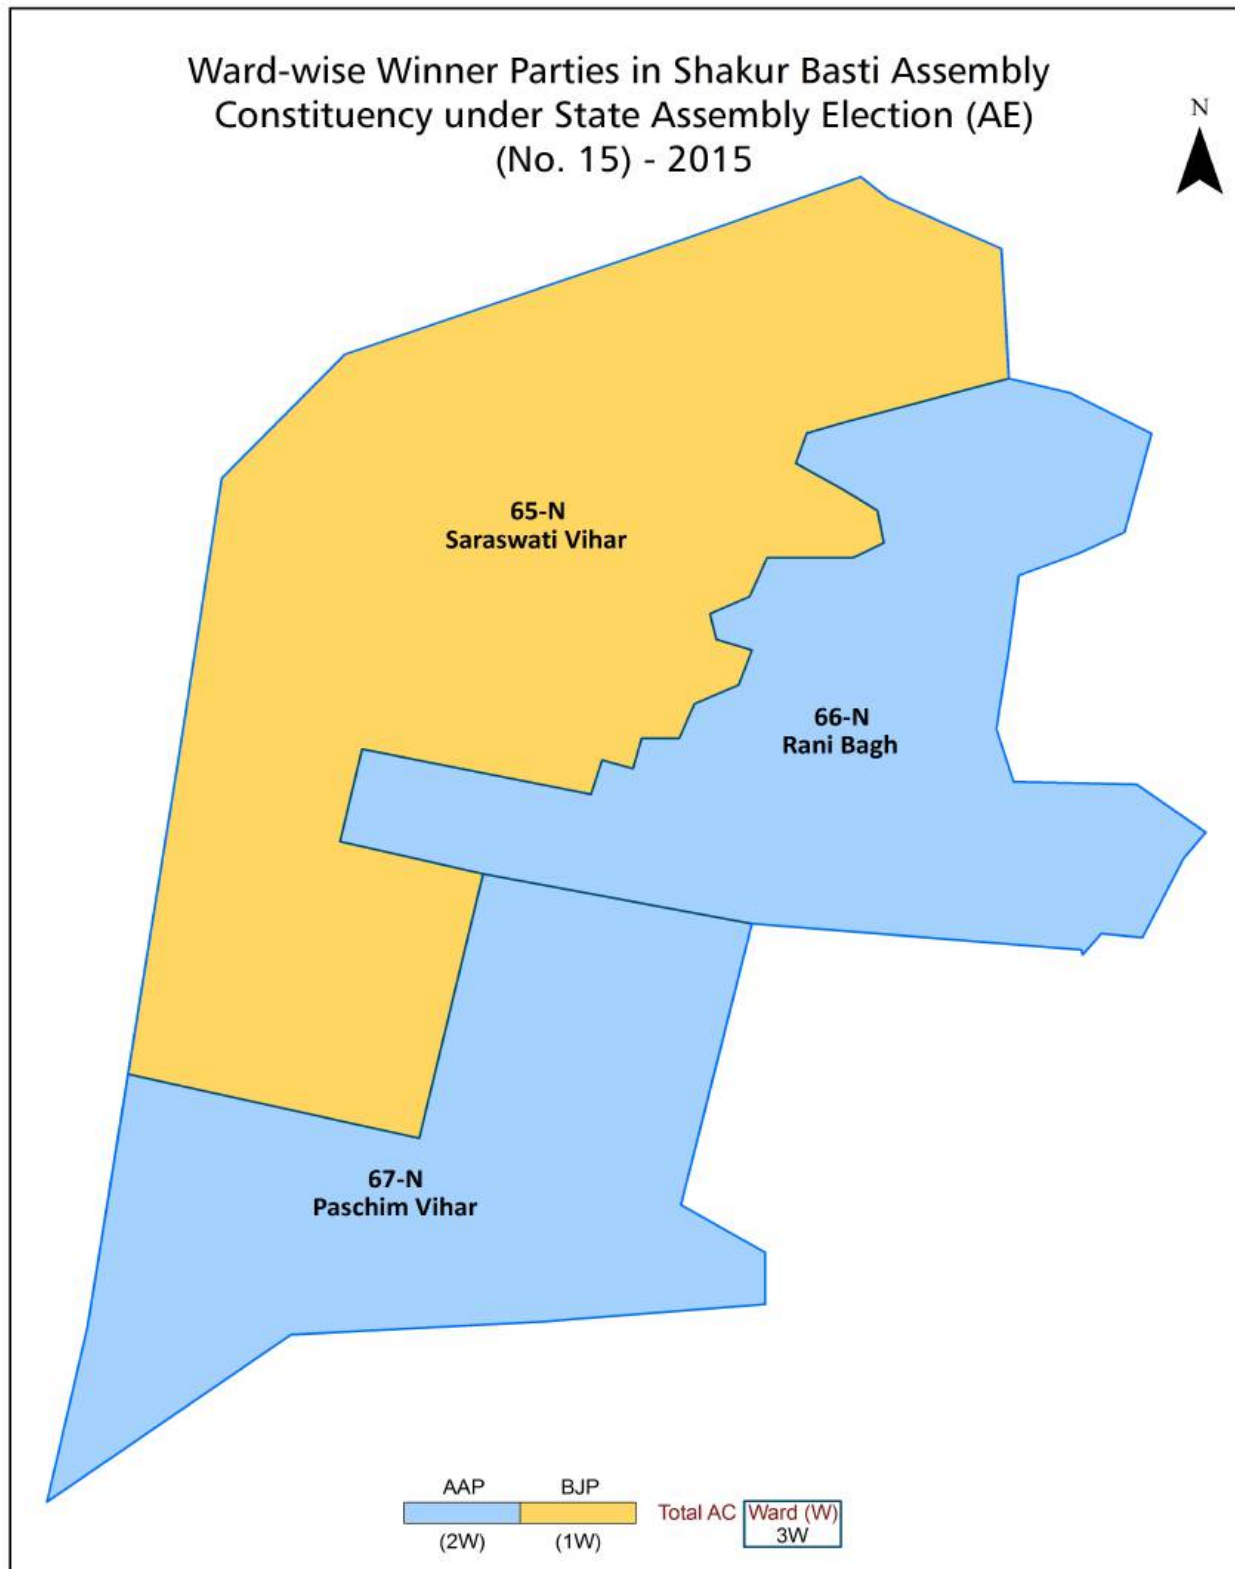 Ward-wise Winner Parties in Shakur Basti Assembly
Constituency under State Assembly Election (AE)
(No. 15) - 2015
N
65-N
Saraswati Vihar
66-N
Rani Bagh
67-N
Paschim Vihar
AAP BJP
Total AC Ward (W)
(2W) (1W) 3W